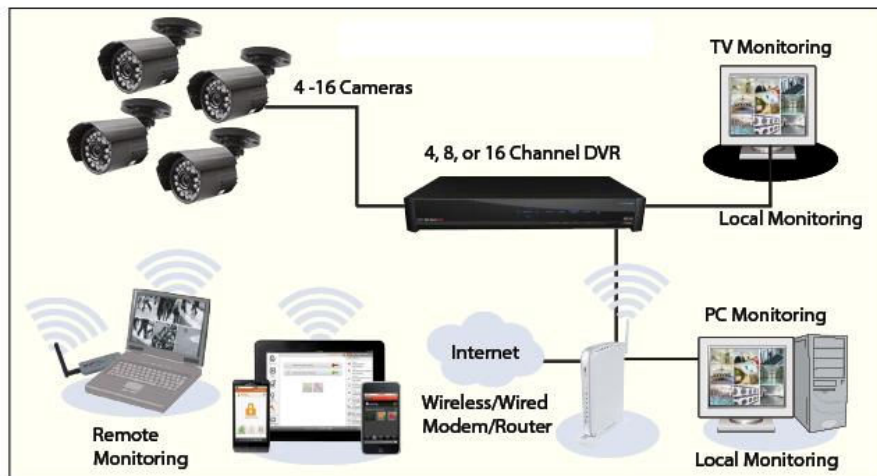 TV Monitoring
4 -16 Cameras
4, 8, or 16 Channel DVR
Local Monitoring
PC Monitoring
Internet
Wireless/Wired
Modem/Router
Remote
Monitoring
Local Monitoring